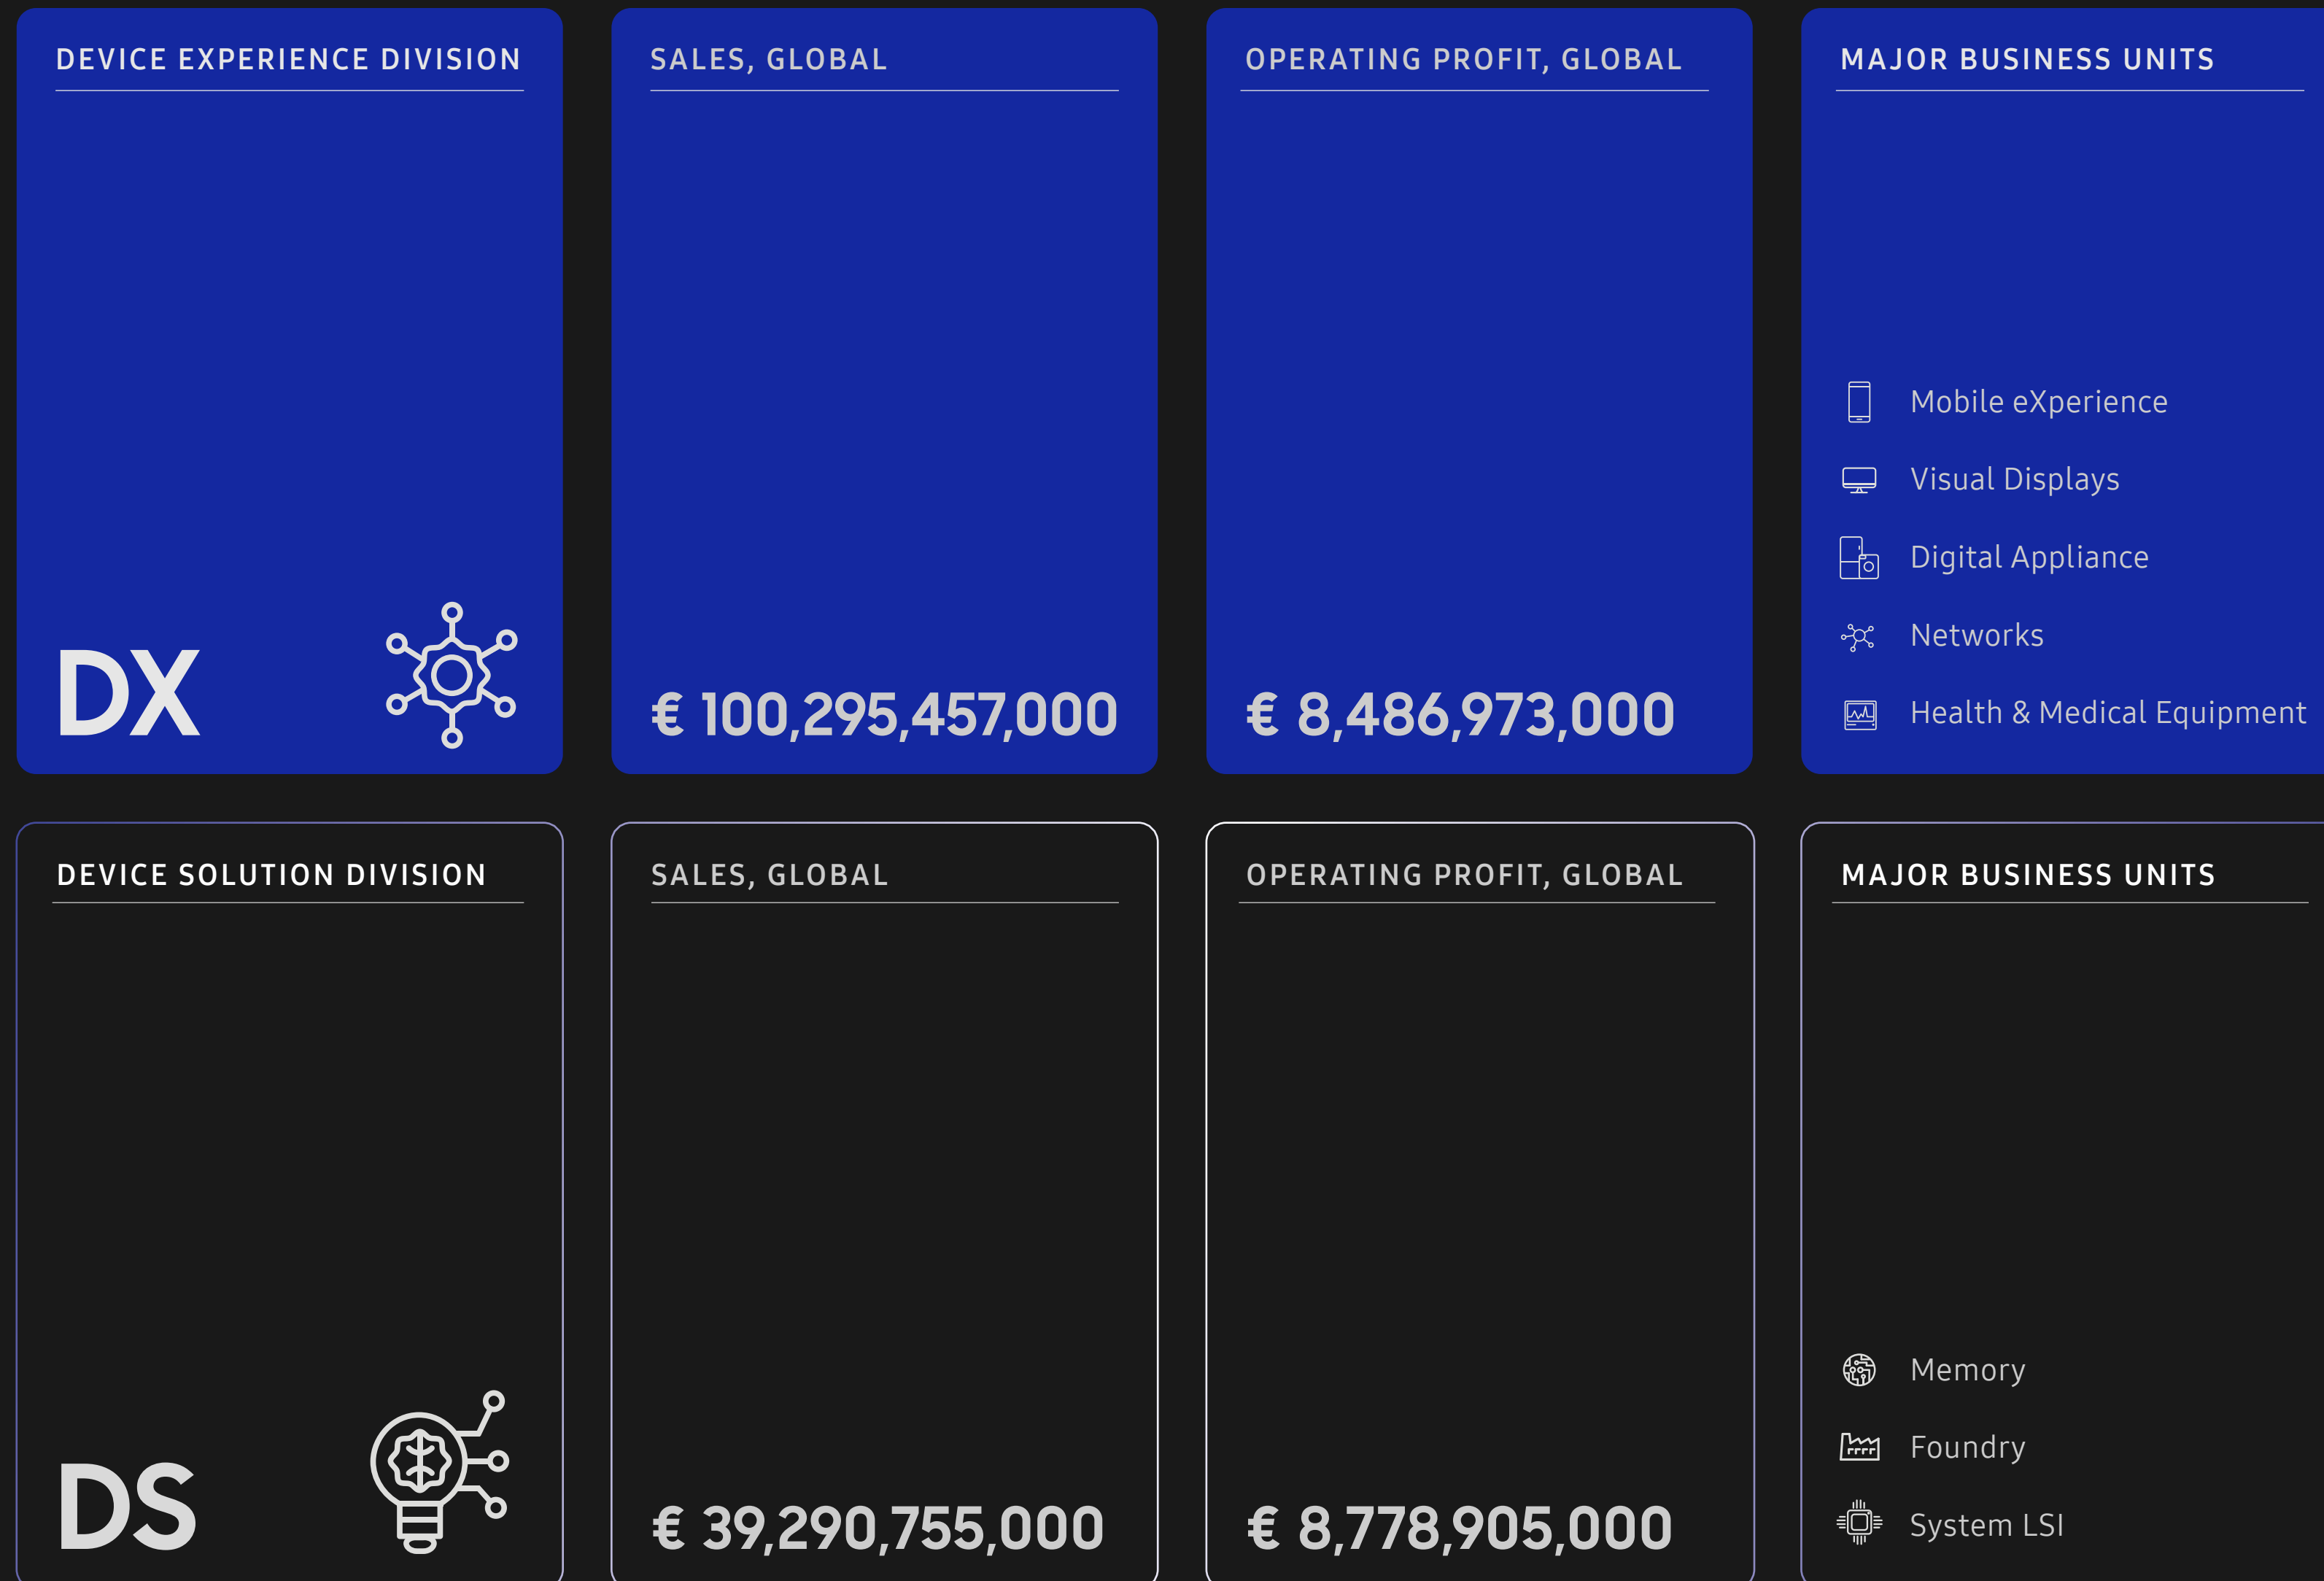 DEVICE EXPERIENCE DIVISION
DX
SALES, GLOBAL
€ 100,295,457,000
OPERATING PROFIT, GLOBAL
€ 8,486,973,000
MAJOR BUSINESS UNITS
Mobile eXperience
Visual Displays
Digital Appliance
Networks
Health & Medical Equipment
DEVICE SOLUTION DIVISION
DS
SALES, GLOBAL
€ 39,290,755,000
OPERATING PROFIT, GLOBAL
€ 8,778,905,000
MAJOR BUSINESS UNITS
Memory
Foundry
System LSI